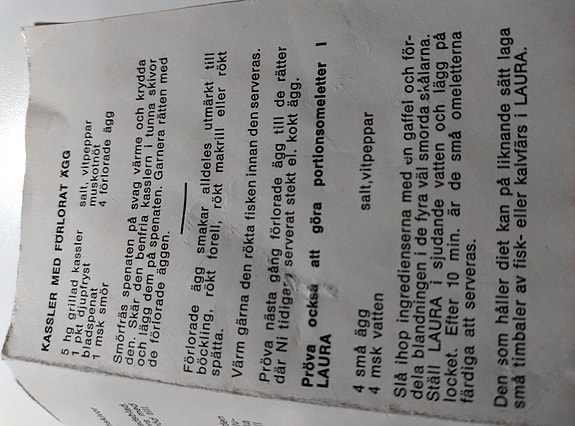 KASSLER MED FÖRLORAT ÄGG
5 hg grillad kassler salt, vitpeppar
1 pkt djupfryst muskotnöt
bladspenat 4 förlorade ägg
1 msk smör
Smörfräs spenaten på svag värme och krydda
den. Skär den benfria kasslern i tunna skivor
och lägg dem på spenaten. Garnera rätten med
de förlorade äggen.
Förlorade ägg smakar alldeles utmärkt till
böckling, rökt forell, rökt makrill eller rökt
spätta.
Värm gärna den rökta fisken innan den serveras.
Pröva nästa gång förlorade ägg till de rätter
där NI tidigare serverat stekt el. kokt ägg.
Pröva också att göra portionsomeletter i
LAURA
4 små ägg salt, vitpeppar
4 msk vatten
Slå ihop ingredienserna med en gaffel och för-
dela blandningen i de fyra väl smorda skålarna.
Ställ LAURA i sjudande vatten och lägg på
locket. Efter 10 min. är de små omeletterna
färdiga att serveras.
Den som håller diet kan på liknande sätt laga
små timbaler av fisk- eller kalvfärs i LAURA.